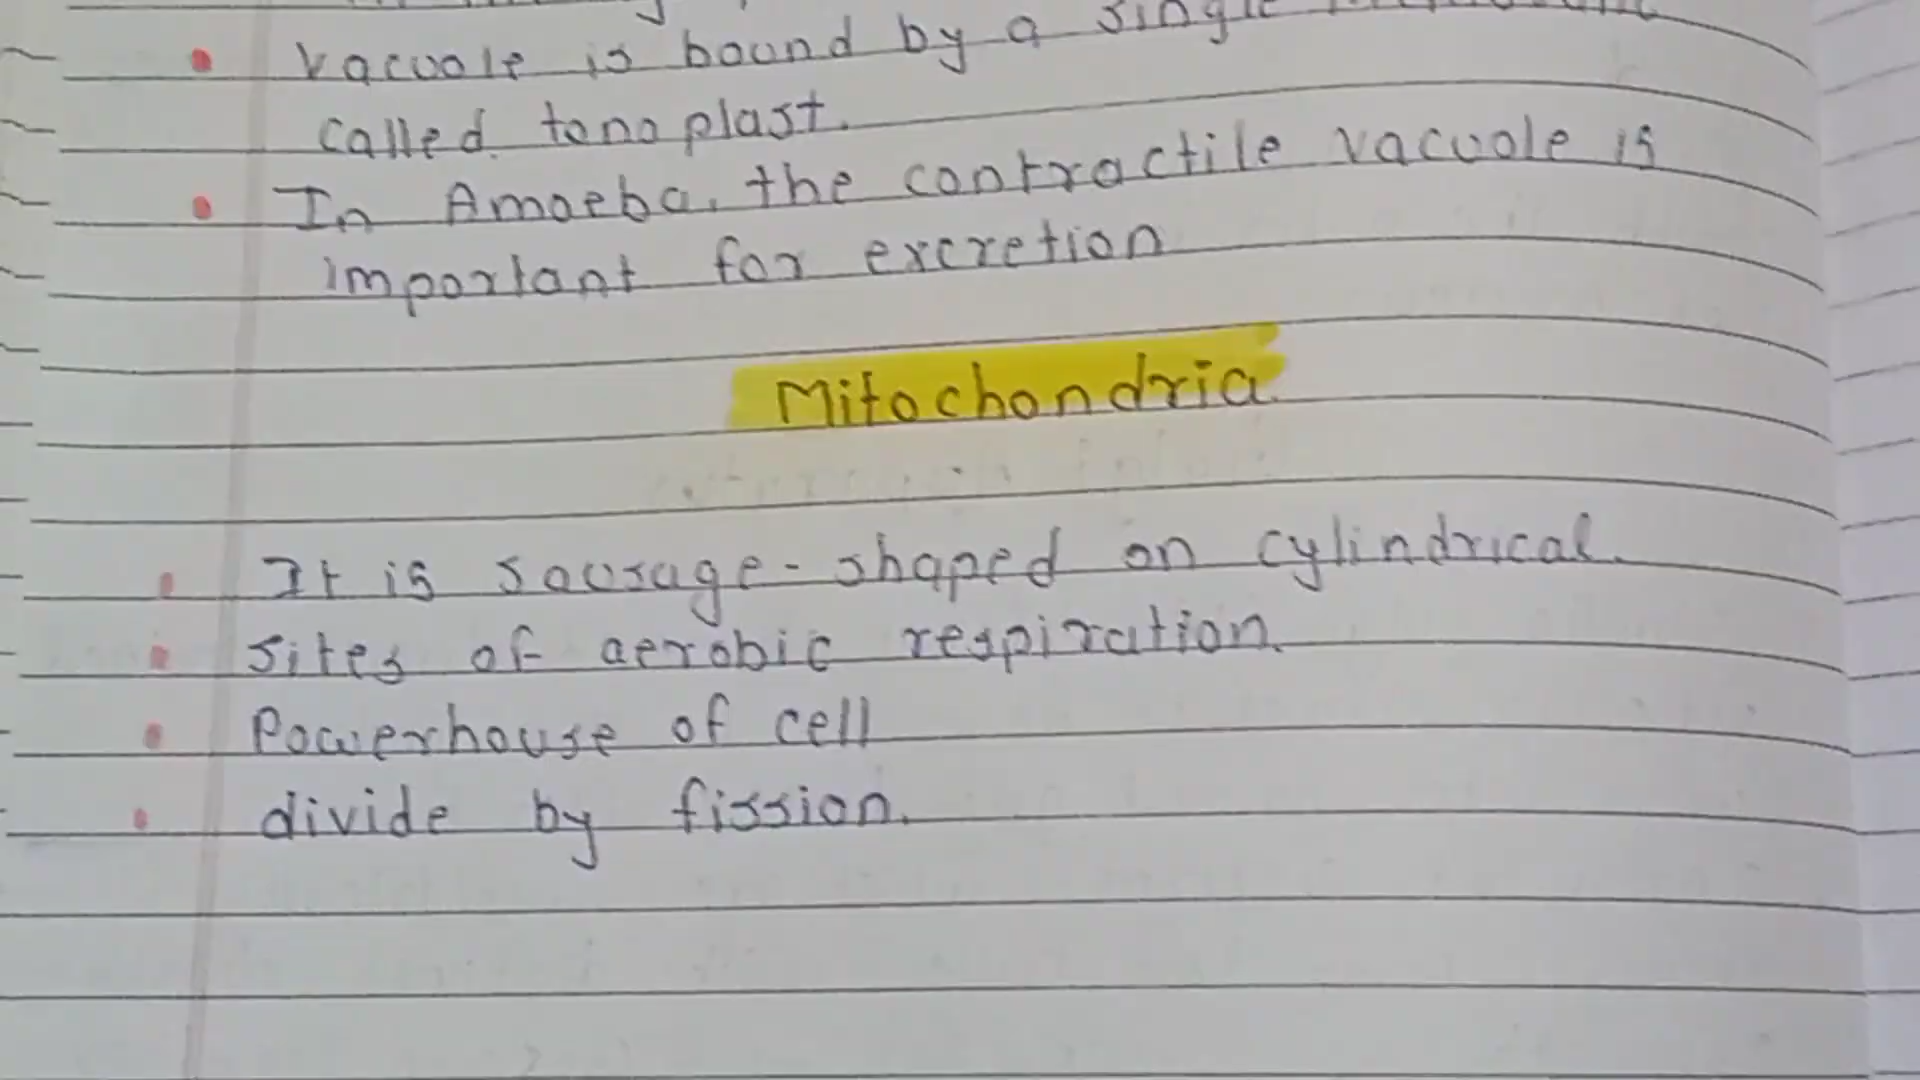 Vacuole is bound by a single
called tonoplast.
In Amoeba, the contractile vacuole is
important for excretion
Mitochondria
It is sausage-shaped on cylindrical
sites of aerobic respiration.
Powerhouse of cell
divide by fission.